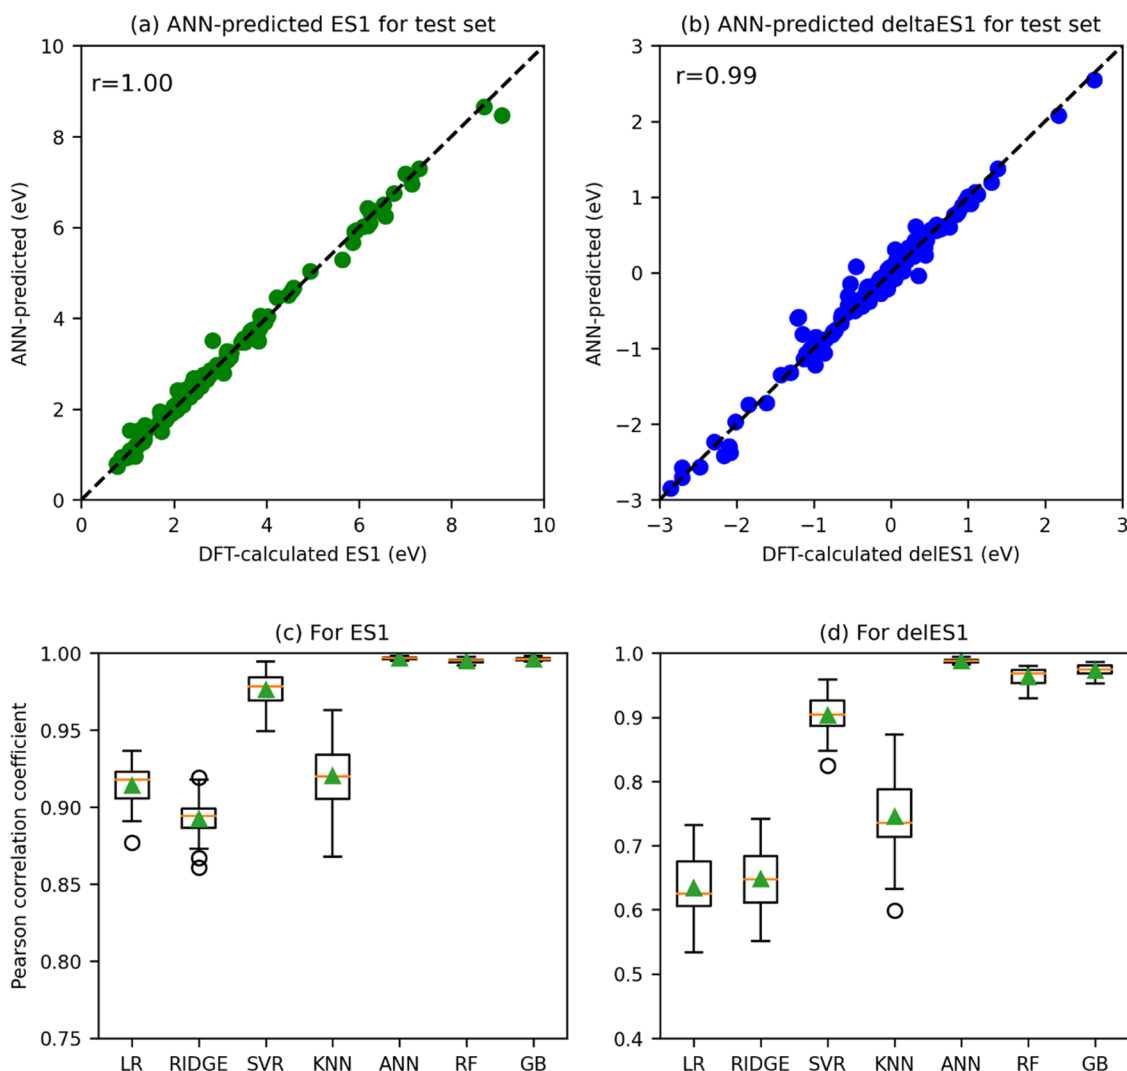 (a) ANN-predicted ES1 for test set
10
8
6
4
2
0
r=1.00
ANN-predicted (eV)
0 2 4 6 8 10
DFT-calculated ES1 (eV)
(b) ANN-predicted deltaES1 for test set
3
2
1
0
−1
−2
−3
r=0.99
ANN-predicted (eV)
−3 −2 −1 0 1 2 3
DFT-calculated delES1 (eV)
(c) For ES1
1.00
0.95
0.90
0.85
0.80
0.75
Pearson correlation coefficient
LR RIDGE SVR KNN ANN RF GB
(d) For delES1
1.0
0.9
0.8
0.7
0.6
0.5
0.4
LR RIDGE SVR KNN ANN RF GB